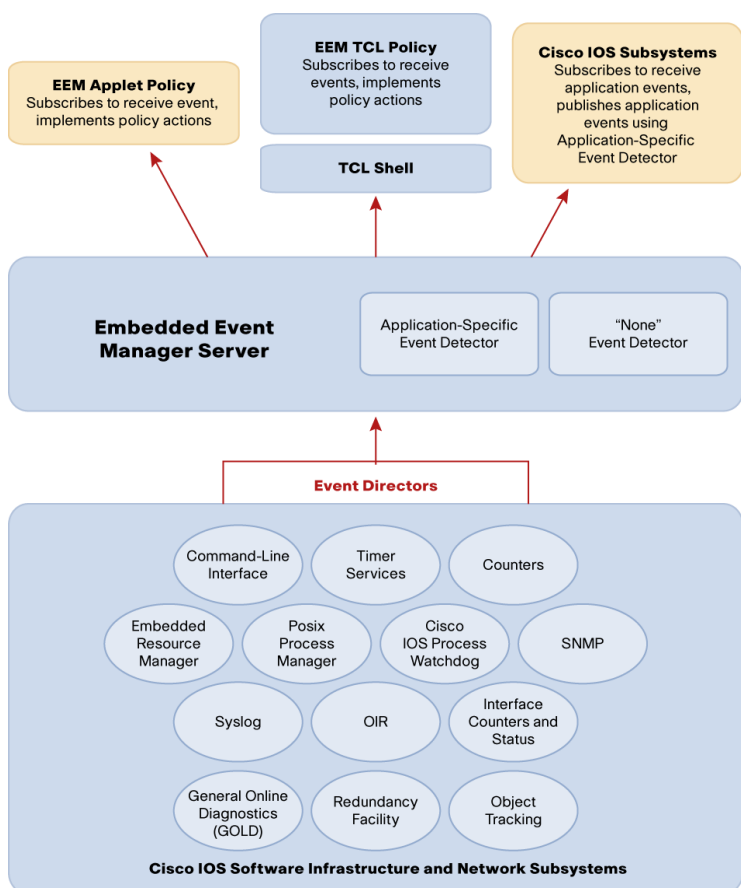 EEM Applet Policy
Subscribes to receive event,
implements policy actions
EEM TCL Policy
Subscribes to receive
events, implements
policy actions
TCL Shell
Cisco IOS Subsystems
Subscribes to receive
application events,
publishes application
events using
Application-Specific
Event Detector
Embedded Event
Manager Server
Application-Specific
Event Detector
“None”
Event Detector
Event Directors
Command-Line
Interface
Timer
Services
Counters
Embedded
Resource
Manager
Posix
Process
Manager
Cisco
IOS Process
Watchdog
SNMP
Syslog
OIR
Interface
Counters and
Status
General Online
Diagnostics
(GOLD)
Redundancy
Facility
Object
Tracking
Cisco IOS Software Infrastructure and Network Subsystems